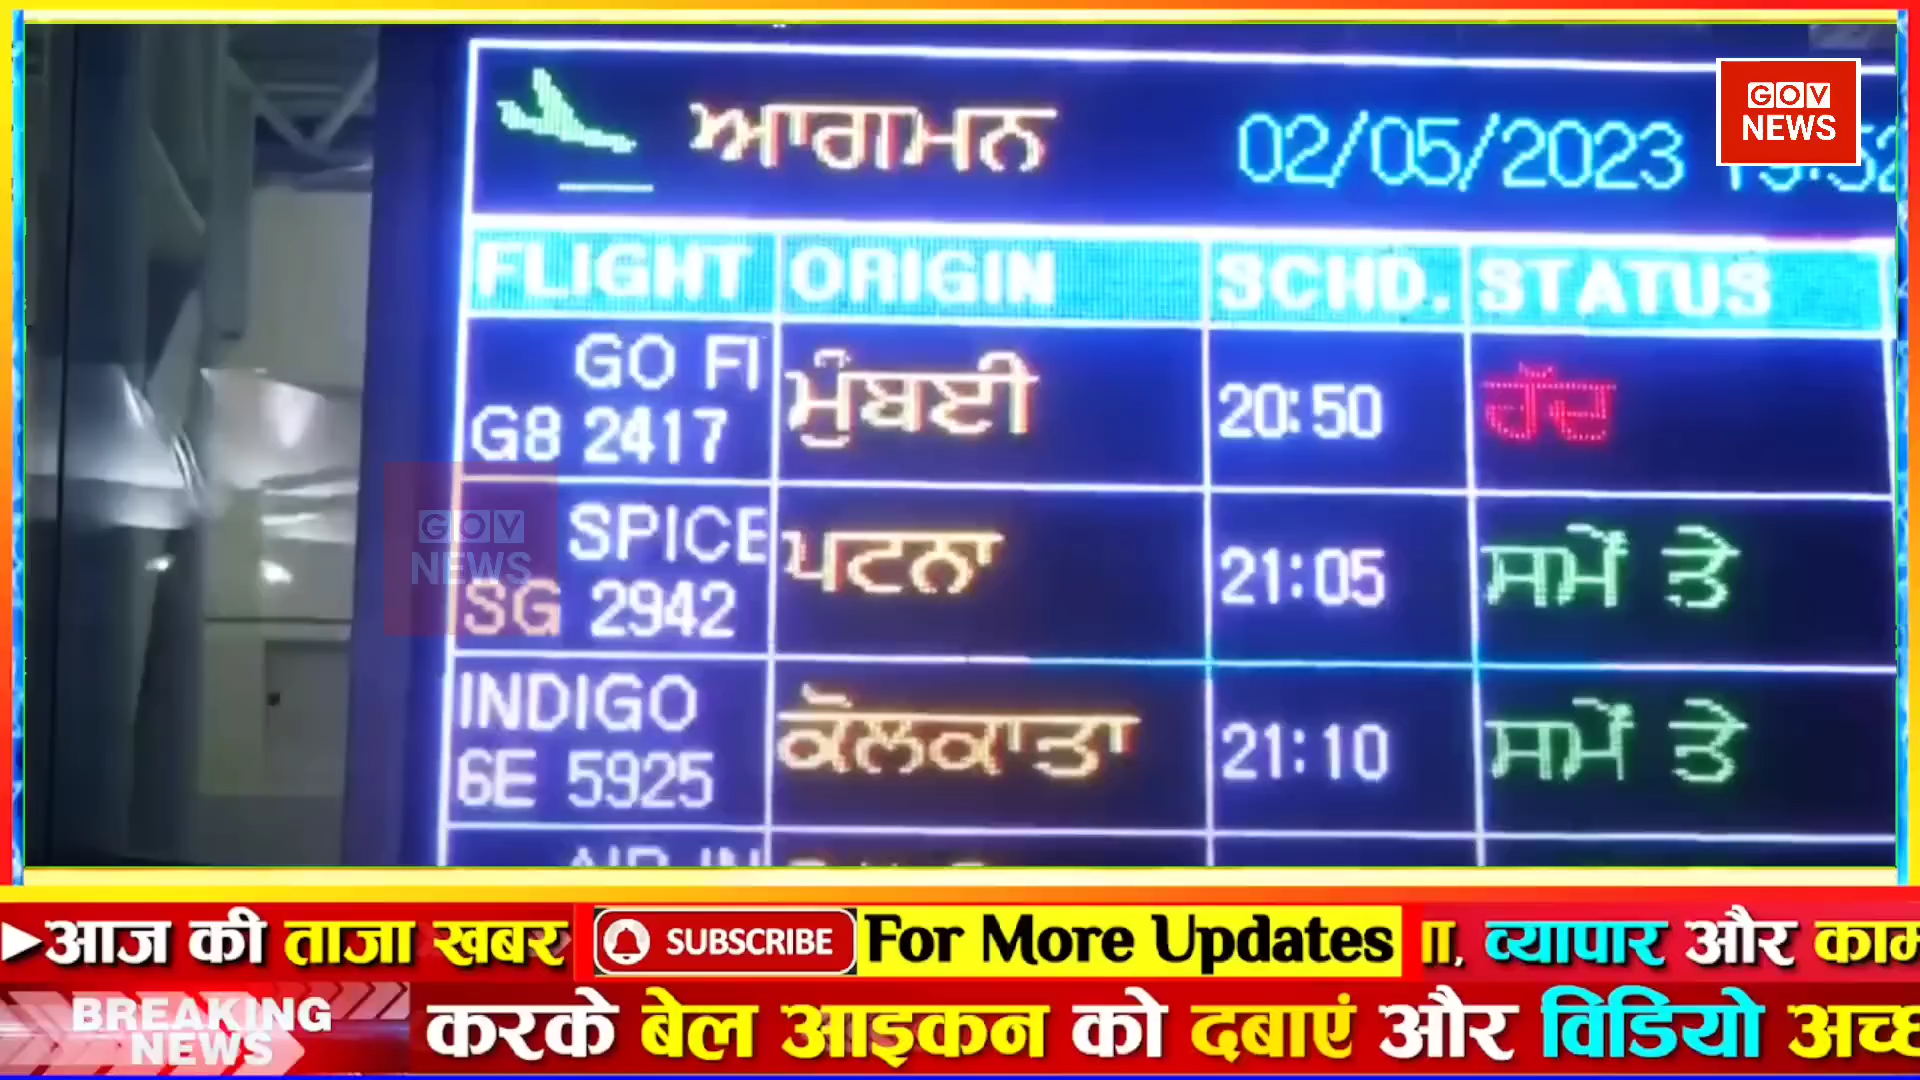 ਆਗਮਨ 02/05/2023
GOV
NEWS
FLIGHT ORIGIN SCHD. STATUS
GO FI
G8 2417 ਮੁੰਬਈ 20:50 ਰੱਦ
SPICE
SG 2942 ਪਟਨਾ 21:05 ਸਮੇਂ ਤੇ
GOV
NEWS
INDIGO
6E 5925 ਕੋਲਕਾਤਾ 21:10 ਸਮੇਂ ਤੇ
आज की ताजा खबर SUBSCRIBE For More Updates व्यापार और काम
BREAKING
NEWS
करके बेल आइकन को दबाएं और विडियो